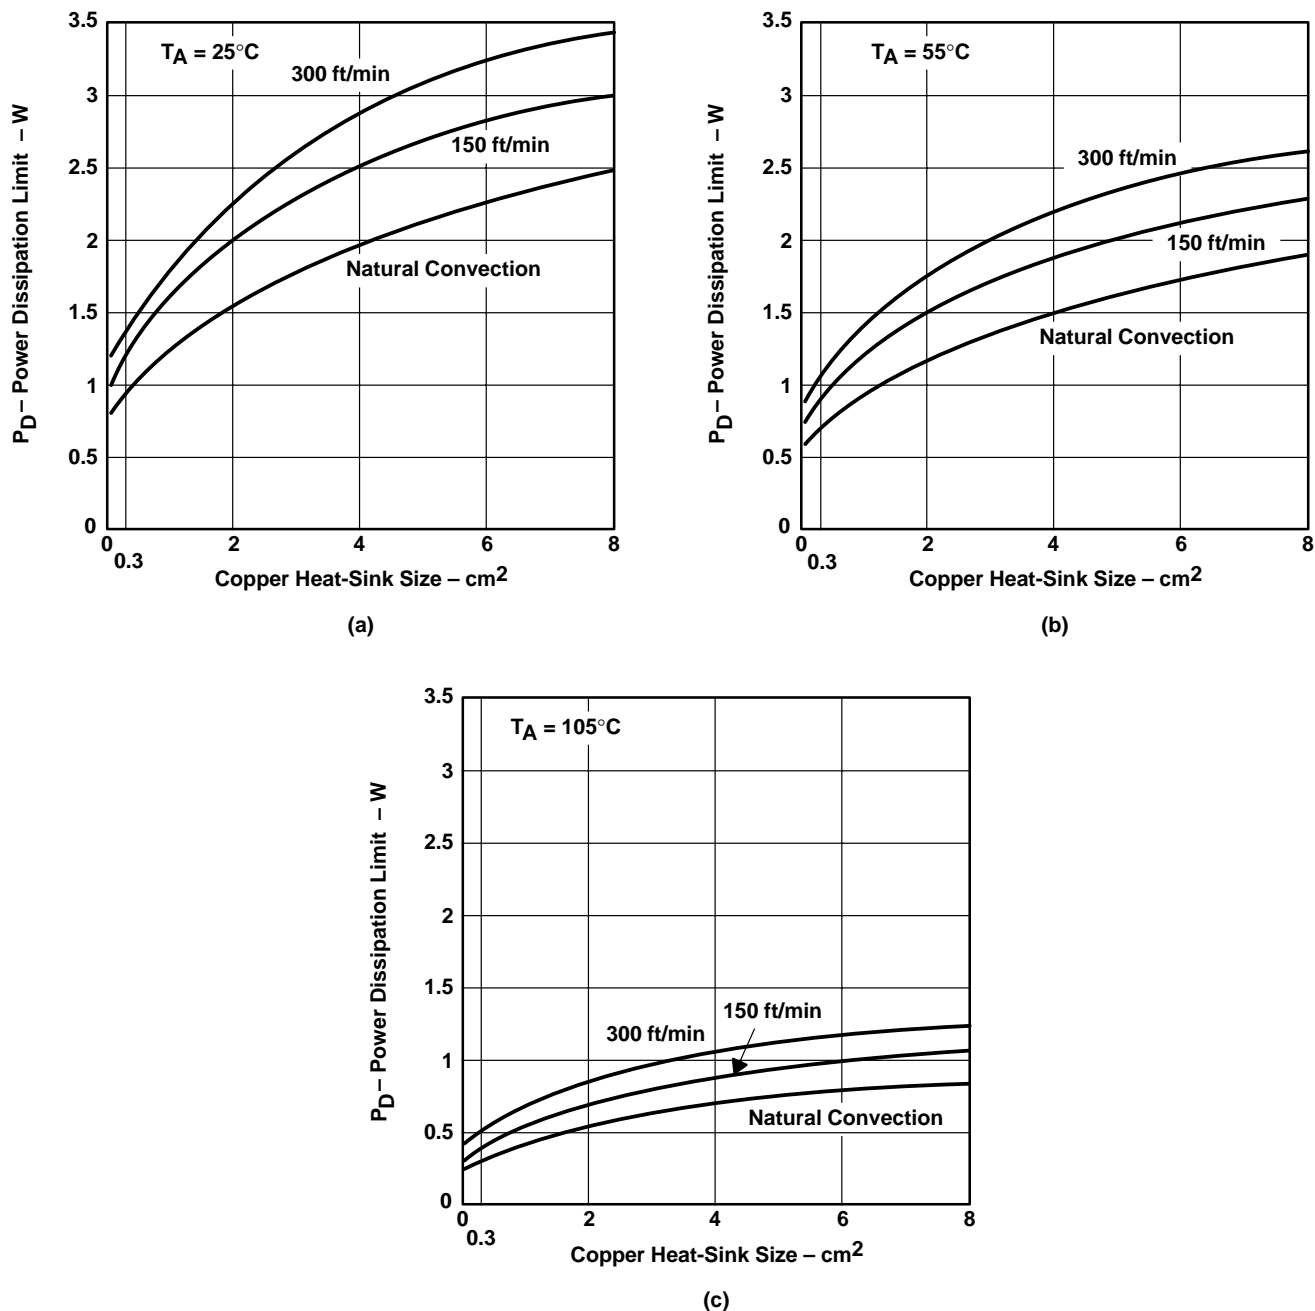 3.5
3
2.5
2
1.5
1
0.5
0
P_D – Power Dissipation Limit – W
T_A = 25°C
300 ft/min
150 ft/min
Natural Convection
0 2 4 6 8
0.3
Copper Heat-Sink Size – cm²
(a)
3.5
3
2.5
2
1.5
1
0.5
0
P_D – Power Dissipation Limit – W
T_A = 55°C
300 ft/min
150 ft/min
Natural Convection
0 2 4 6 8
0.3
Copper Heat-Sink Size – cm²
(b)
3.5
3
2.5
2
1.5
1
0.5
0
P_D – Power Dissipation Limit – W
T_A = 105°C
150 ft/min
300 ft/min
Natural Convection
0 2 4 6 8
0.3
Copper Heat-Sink Size – cm²
(c)